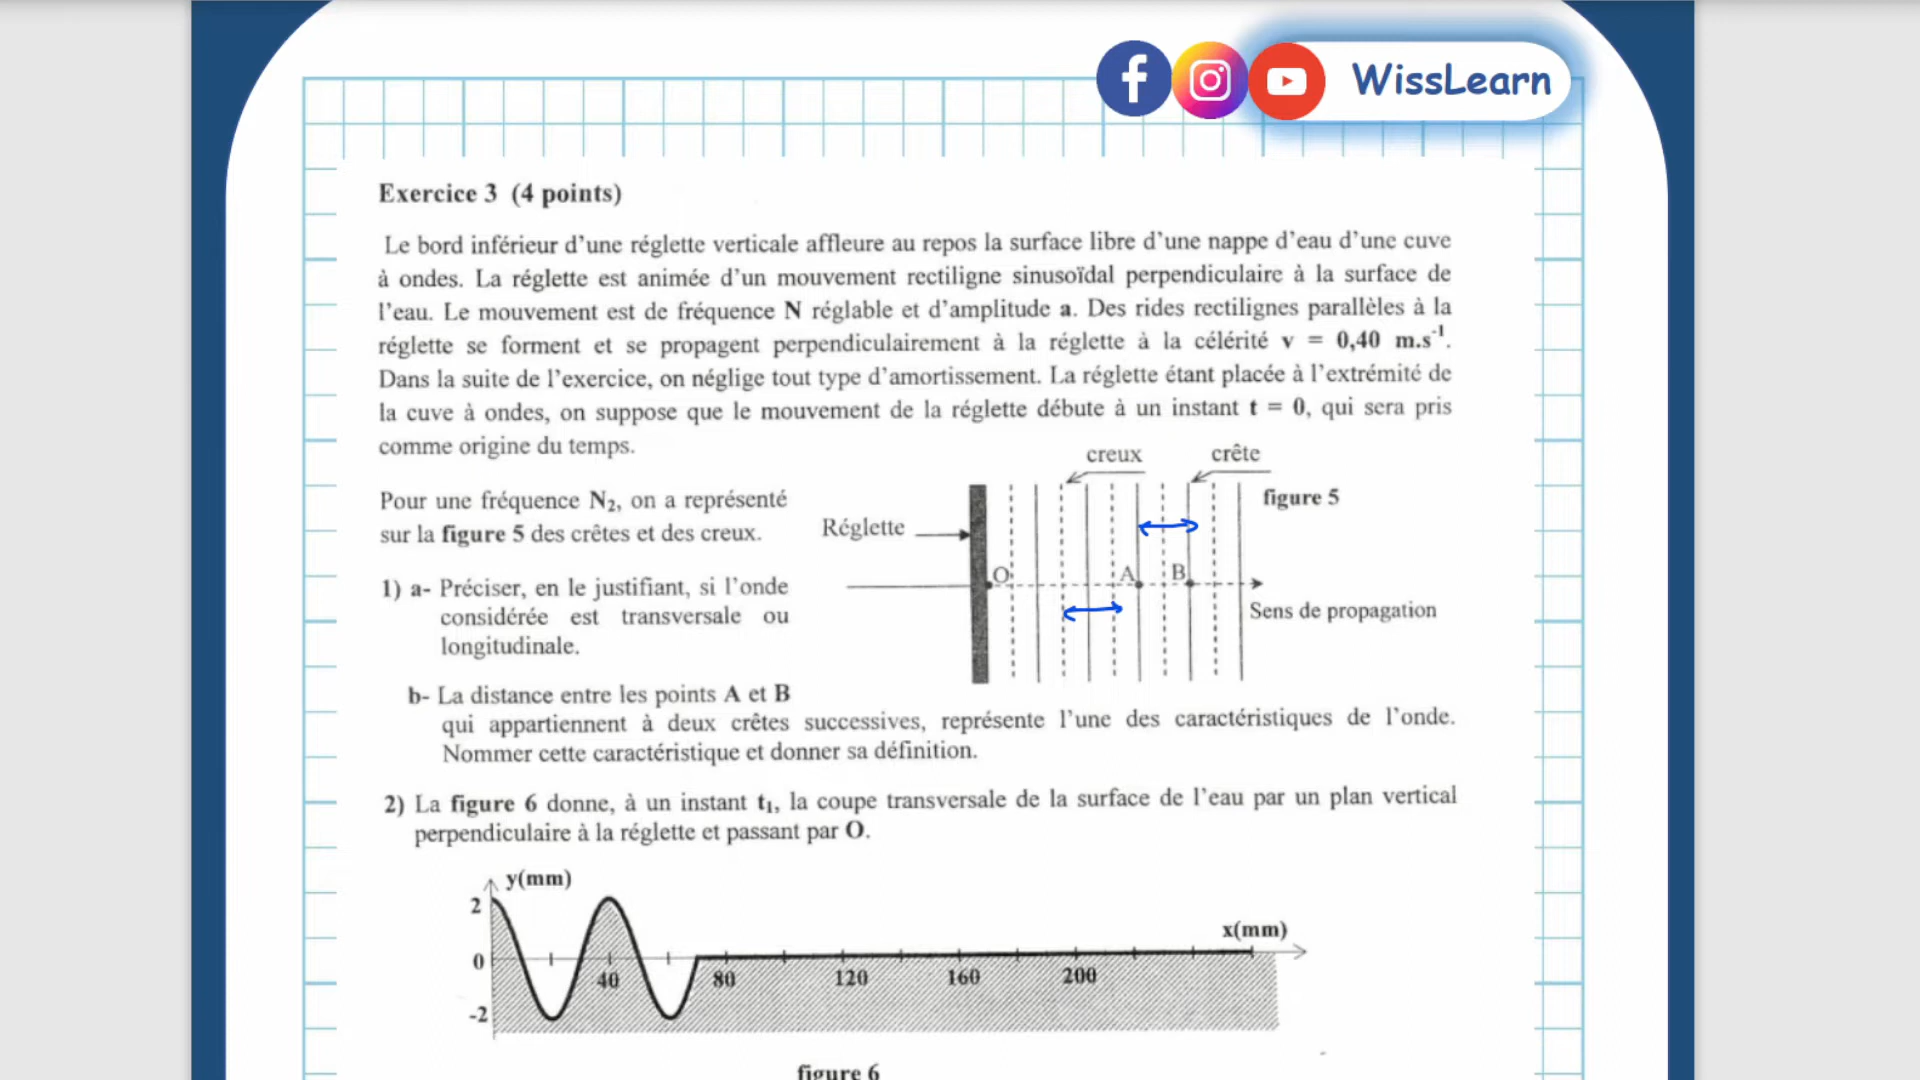 WissLearn
Exercice 3 (4 points)
Le bord inférieur d'une réglette verticale affleure au repos la surface libre d'une nappe d'eau d'une cuve
à ondes. La réglette est animée d'un mouvement rectiligne sinusoïdal perpendiculaire à la surface de
l'eau. Le mouvement est de fréquence N réglable et d'amplitude a. Des rides rectilignes parallèles à la
réglette se forment et se propagent perpendiculairement à la réglette à la célérité v = 0,40 m.s⁻¹.
Dans la suite de l'exercice, on néglige tout type d'amortissement. La réglette étant placée à l'extrémité de
la cuve à ondes, on suppose que le mouvement de la réglette débute à un instant t = 0, qui sera pris
comme origine du temps.
creux
crête
Pour une fréquence N₂, on a représenté
sur la figure 5 des crêtes et des creux.
figure 5
Réglette
O
A
B
Sens de propagation
1) a- Préciser, en le justifiant, si l'onde
considérée est transversale ou
longitudinale.
b- La distance entre les points A et B
qui appartiennent à deux crêtes successives, représente l'une des caractéristiques de l'onde.
Nommer cette caractéristique et donner sa définition.
2) La figure 6 donne, à un instant t₁, la coupe transversale de la surface de l'eau par un plan vertical
perpendiculaire à la réglette et passant par O.
y(mm)
2
x(mm)
0
40
80
120
160
200
-2
figure 6